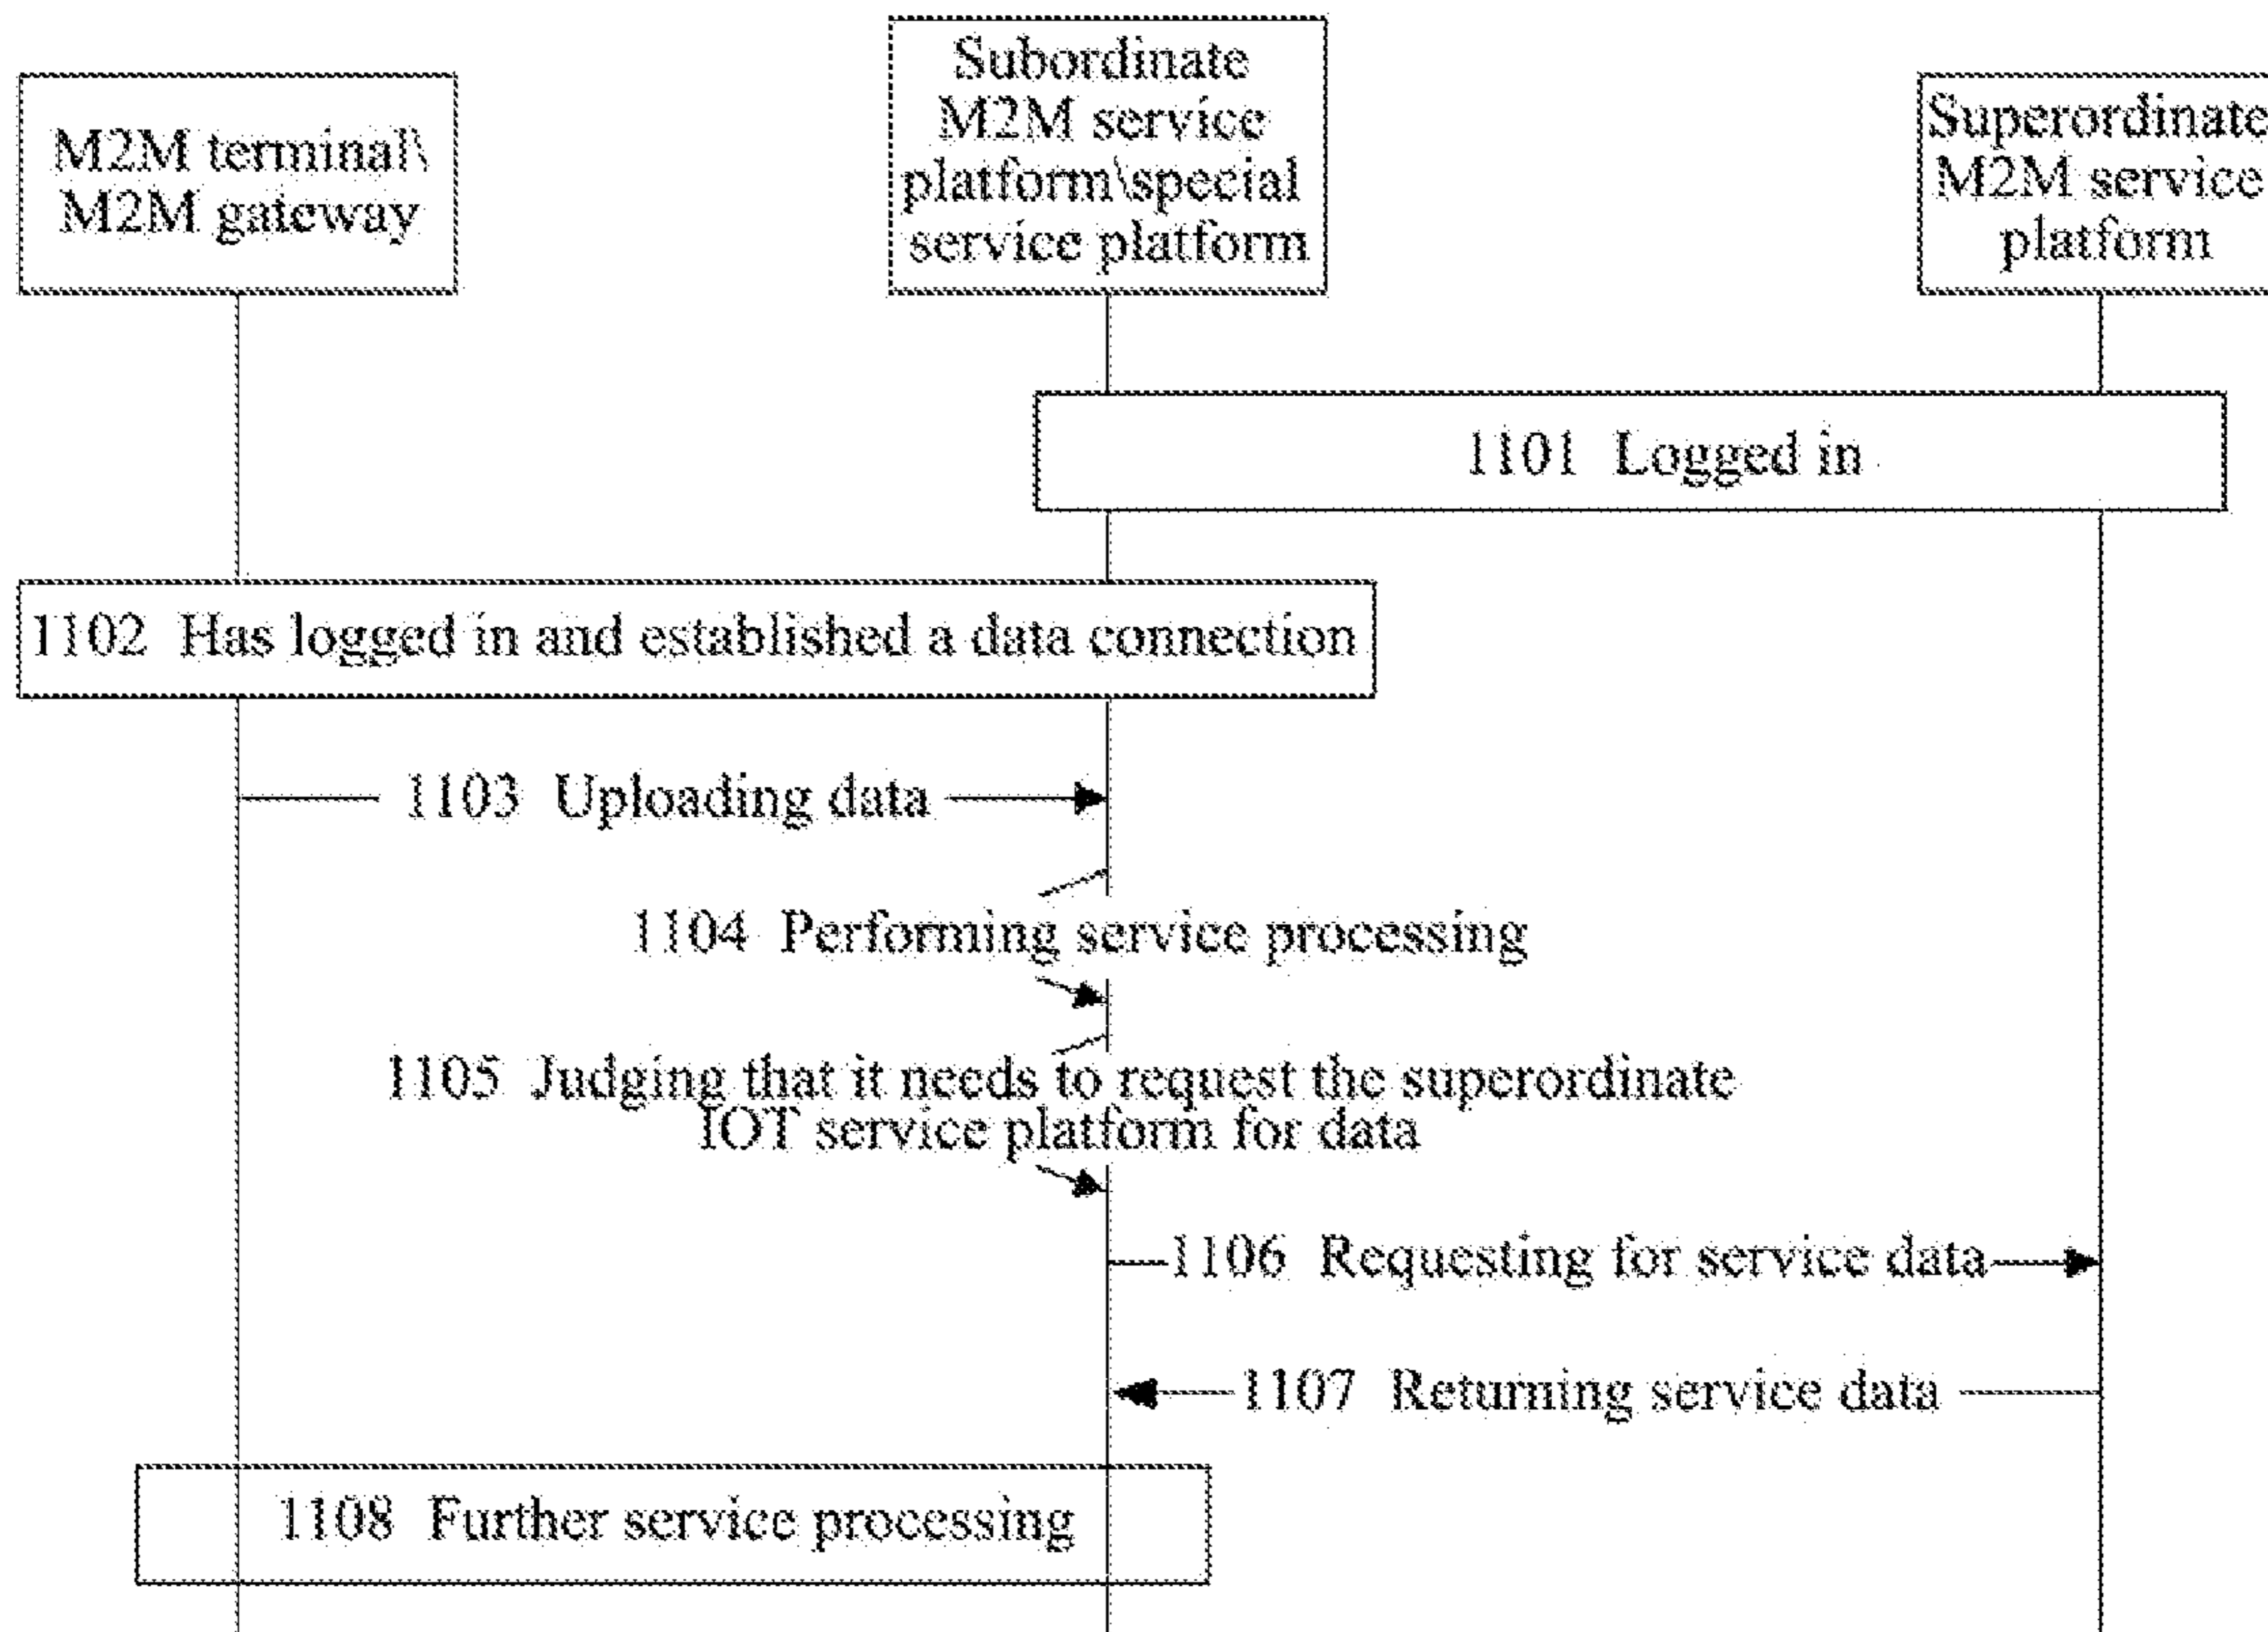 M2M terminal\
M2M gateway
Subordinate
M2M service
platform\special
service platform
Superordinate
M2M service
platform
1101 Logged in
1102 Has logged in and established a data connection
1103 Uploading data
1104 Performing service processing
1105 Judging that it needs to request the superordinate
IOT service platform for data
1106 Requesting for service data
1107 Returning service data
1108 Further service processing